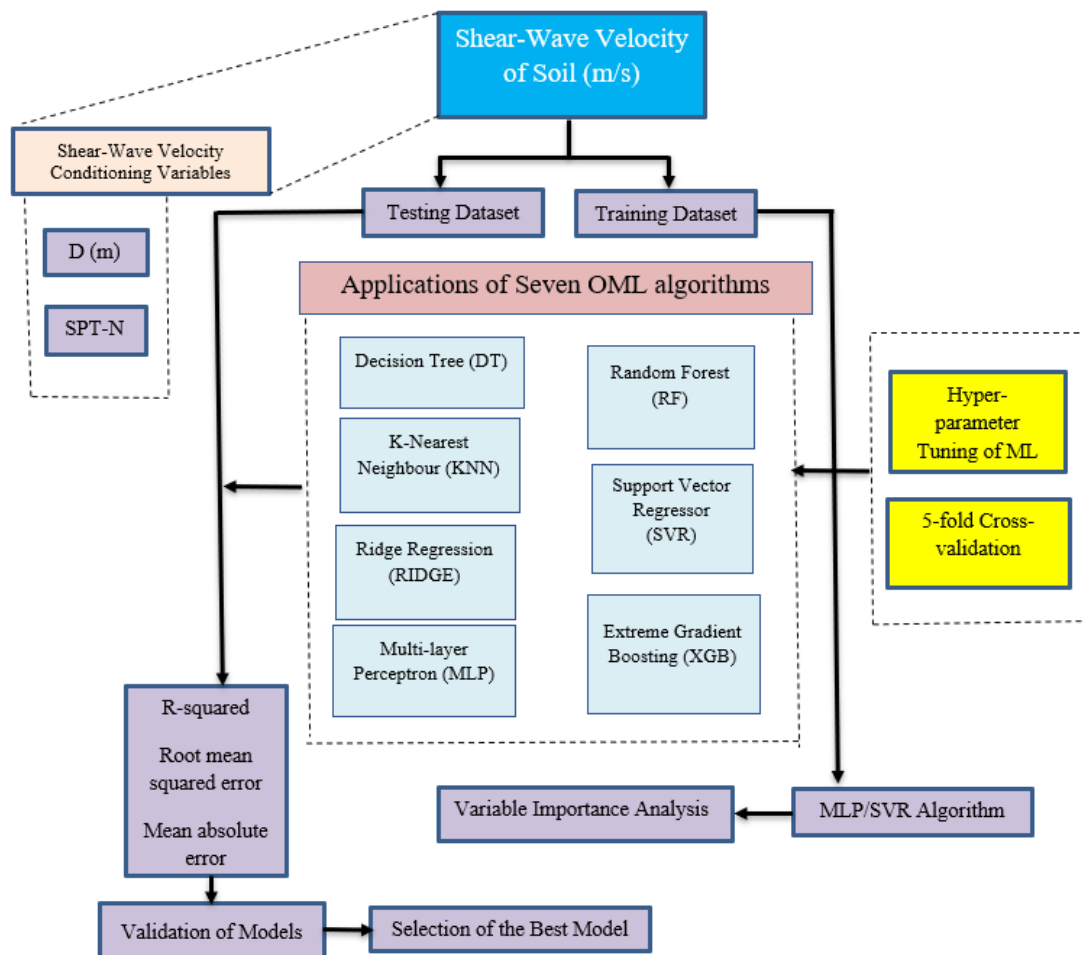 Shear-Wave Velocity
of Soil (m/s)
Shear-Wave Velocity
Conditioning Variables
D (m)
SPT-N
Testing Dataset
Training Dataset
Applications of Seven OML algorithms
Decision Tree (DT)
K-Nearest
Neighbour (KNN)
Ridge Regression
(RIDGE)
Multi-layer
Perceptron (MLP)
Random Forest
(RF)
Support Vector
Regressor
(SVR)
Extreme Gradient
Boosting (XGB)
Hyper-
parameter
Tuning of ML
5-fold Cross-
validation
R-squared
Root mean
squared error
Mean absolute
error
Variable Importance Analysis
MLP/SVR Algorithm
Validation of Models
Selection of the Best Model